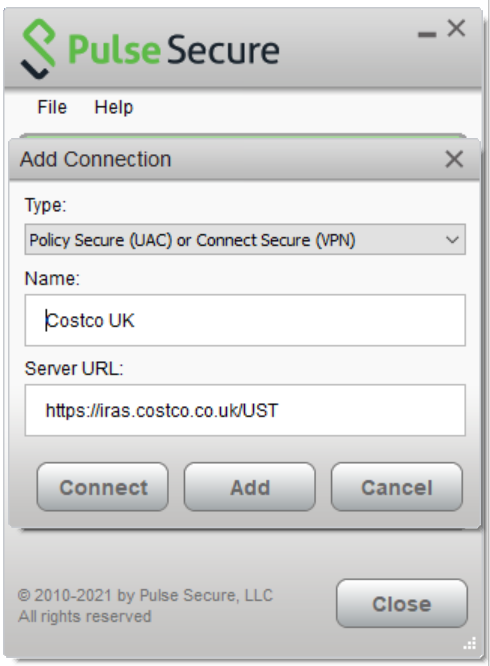 Pulse Secure
File Help
Add Connection
Type:
Policy Secure (UAC) or Connect Secure (VPN)
Name:
Costco UK
Server URL:
https://iras.costco.co.uk/UST
Connect Add Cancel
© 2010-2021 by Pulse Secure, LLC
All rights reserved
Close